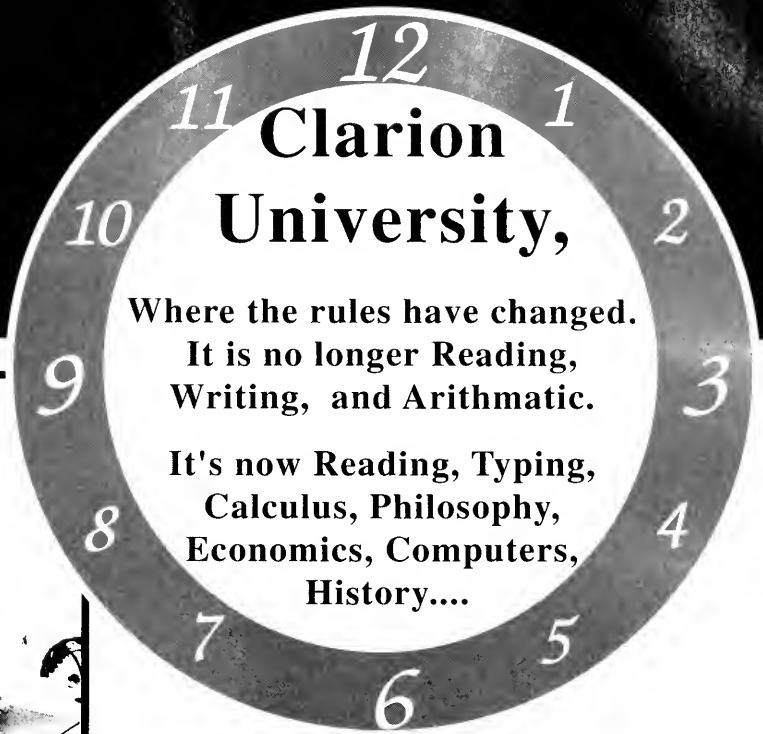 12
11
1
Clarion
10
University,
2
Where the rules have changed.
It is no longer Reading,
9
Writing, and Arithmatic.
3
It's now Reading, Typing,
Calculus, Philosophy,
8
Economics, Computers,
4
History....
7
5
6